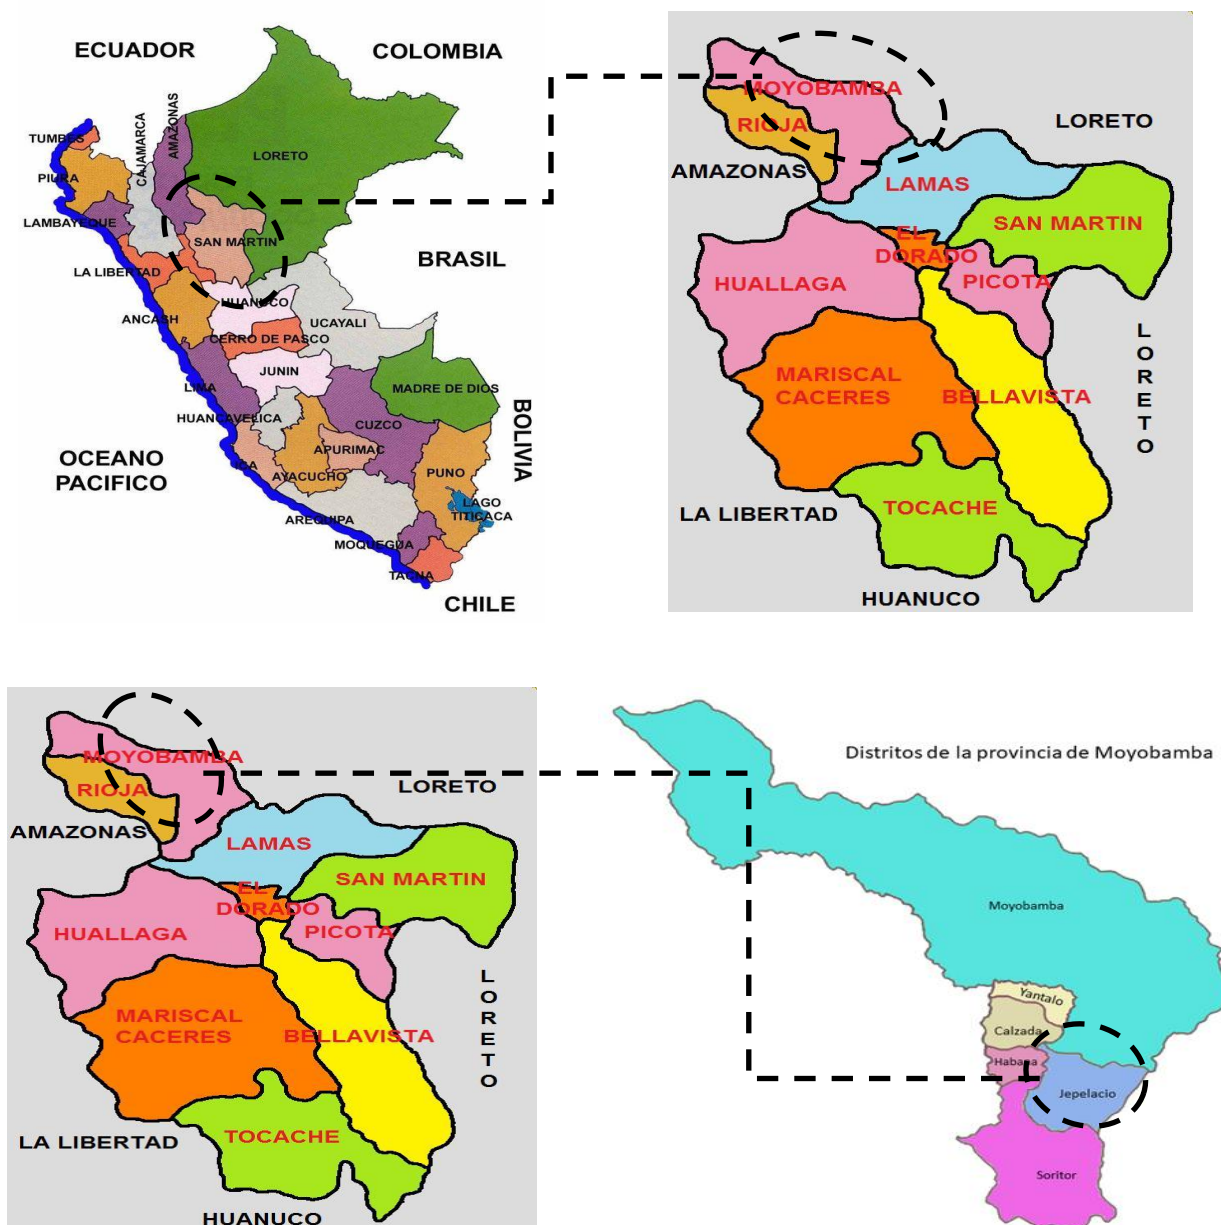 ECUADOR
COLOMBIA
TUMBES
CAJAMARCA
AMAZONAS
LORETO
PIURA
LAMBAYEQUE
SAN MARTIN
LA LIBERTAD
BRASIL
HUANUCO
ANCASH
UCAYALI
CERRO DE PASCO
JUNIN
LIMA
MADRE DE DIOS
HUANCAVELICA
CUZCO
BOLIVIA
OCEANO
PACIFICO
ICA
APURIMAC
AYACUCHO
PUNO
LAGO
TITICACA
AREQUIPA
MOQUEGUA
TACNA
CHILE
MOYOBAMBA
RIOJA
LORETO
AMAZONAS
LAMAS
SAN MARTIN
EL
DORADO
HUALLAGA
PICOTA
LORETO
MARISCAL
CACERES
BELLAVISTA
LA LIBERTAD
TOCACHE
HUANUCO
MOYOBAMBA
RIOJA
LORETO
AMAZONAS
LAMAS
SAN MARTIN
EL
DORADO
HUALLAGA
PICOTA
LORETO
MARISCAL
CACERES
BELLAVISTA
LA LIBERTAD
TOCACHE
HUANUCO
Distritos de la provincia de Moyobamba
Moyobamba
Yantalo
Calzada
Habana
Jepelacio
Soritor